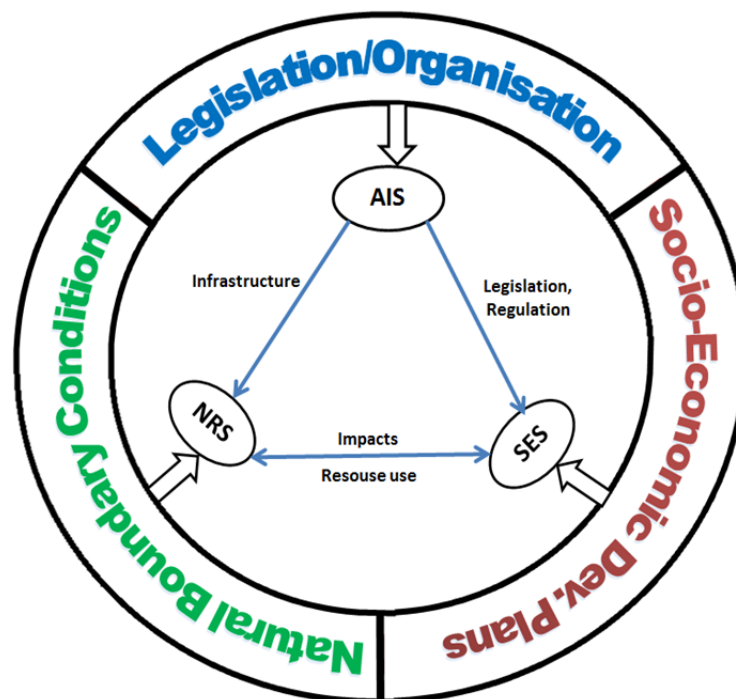 Legislation/Organisation
AIS
Infrastructure
Legislation,
Regulation
Natural Boundary Conditions
Socio-Economic Dev. Plans
NRS
Impacts
Resouse use
SES